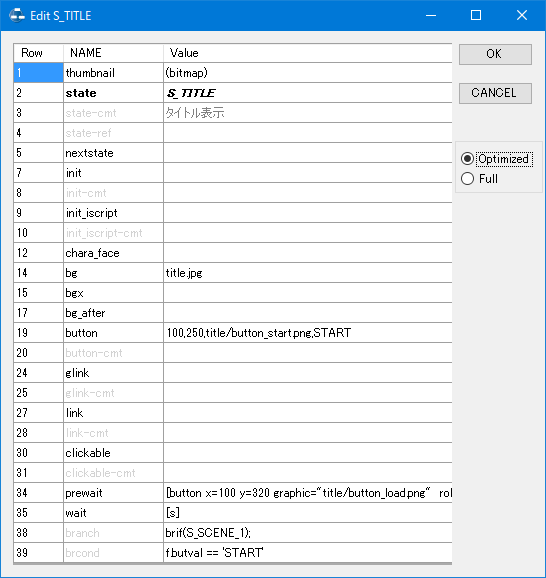 Edit S_TITLE
Row NAME Value
1 thumbnail (bitmap)
2 state S_TITLE
3 state-cmt タイトル表示
4 state-ref
5 nextstate
7 init
8 init-cmt
9 init_iscript
10 init_iscript-cmt
12 chara_face
14 bg title.jpg
15 bgx
17 bg_after
19 button 100,250,title/button_start.png,START
20 button-cmt
24 glink
25 glink-cmt
27 link
28 link-cmt
30 clickable
31 clickable-cmt
34 prewait [button x=100 y=320 graphic="title/button_load.png" rol
35 wait [s]
38 branch brif(S_SCENE_1);
39 brcond f.butval == 'START'
OK
CANCEL
Optimized
Full